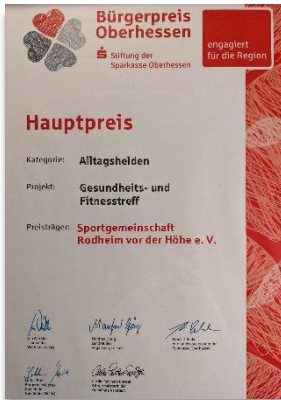 Bürgerpreis
Oberhessen
Stiftung der
Sparkasse Oberhessen
engagiert
für die Region
Hauptpreis
Kategorie: Alltagshelden
Projekt: Gesundheits- und
Fitnesstreff
Preisträger: Sportgemeinschaft
Rodheim vor der Höhe e. V.